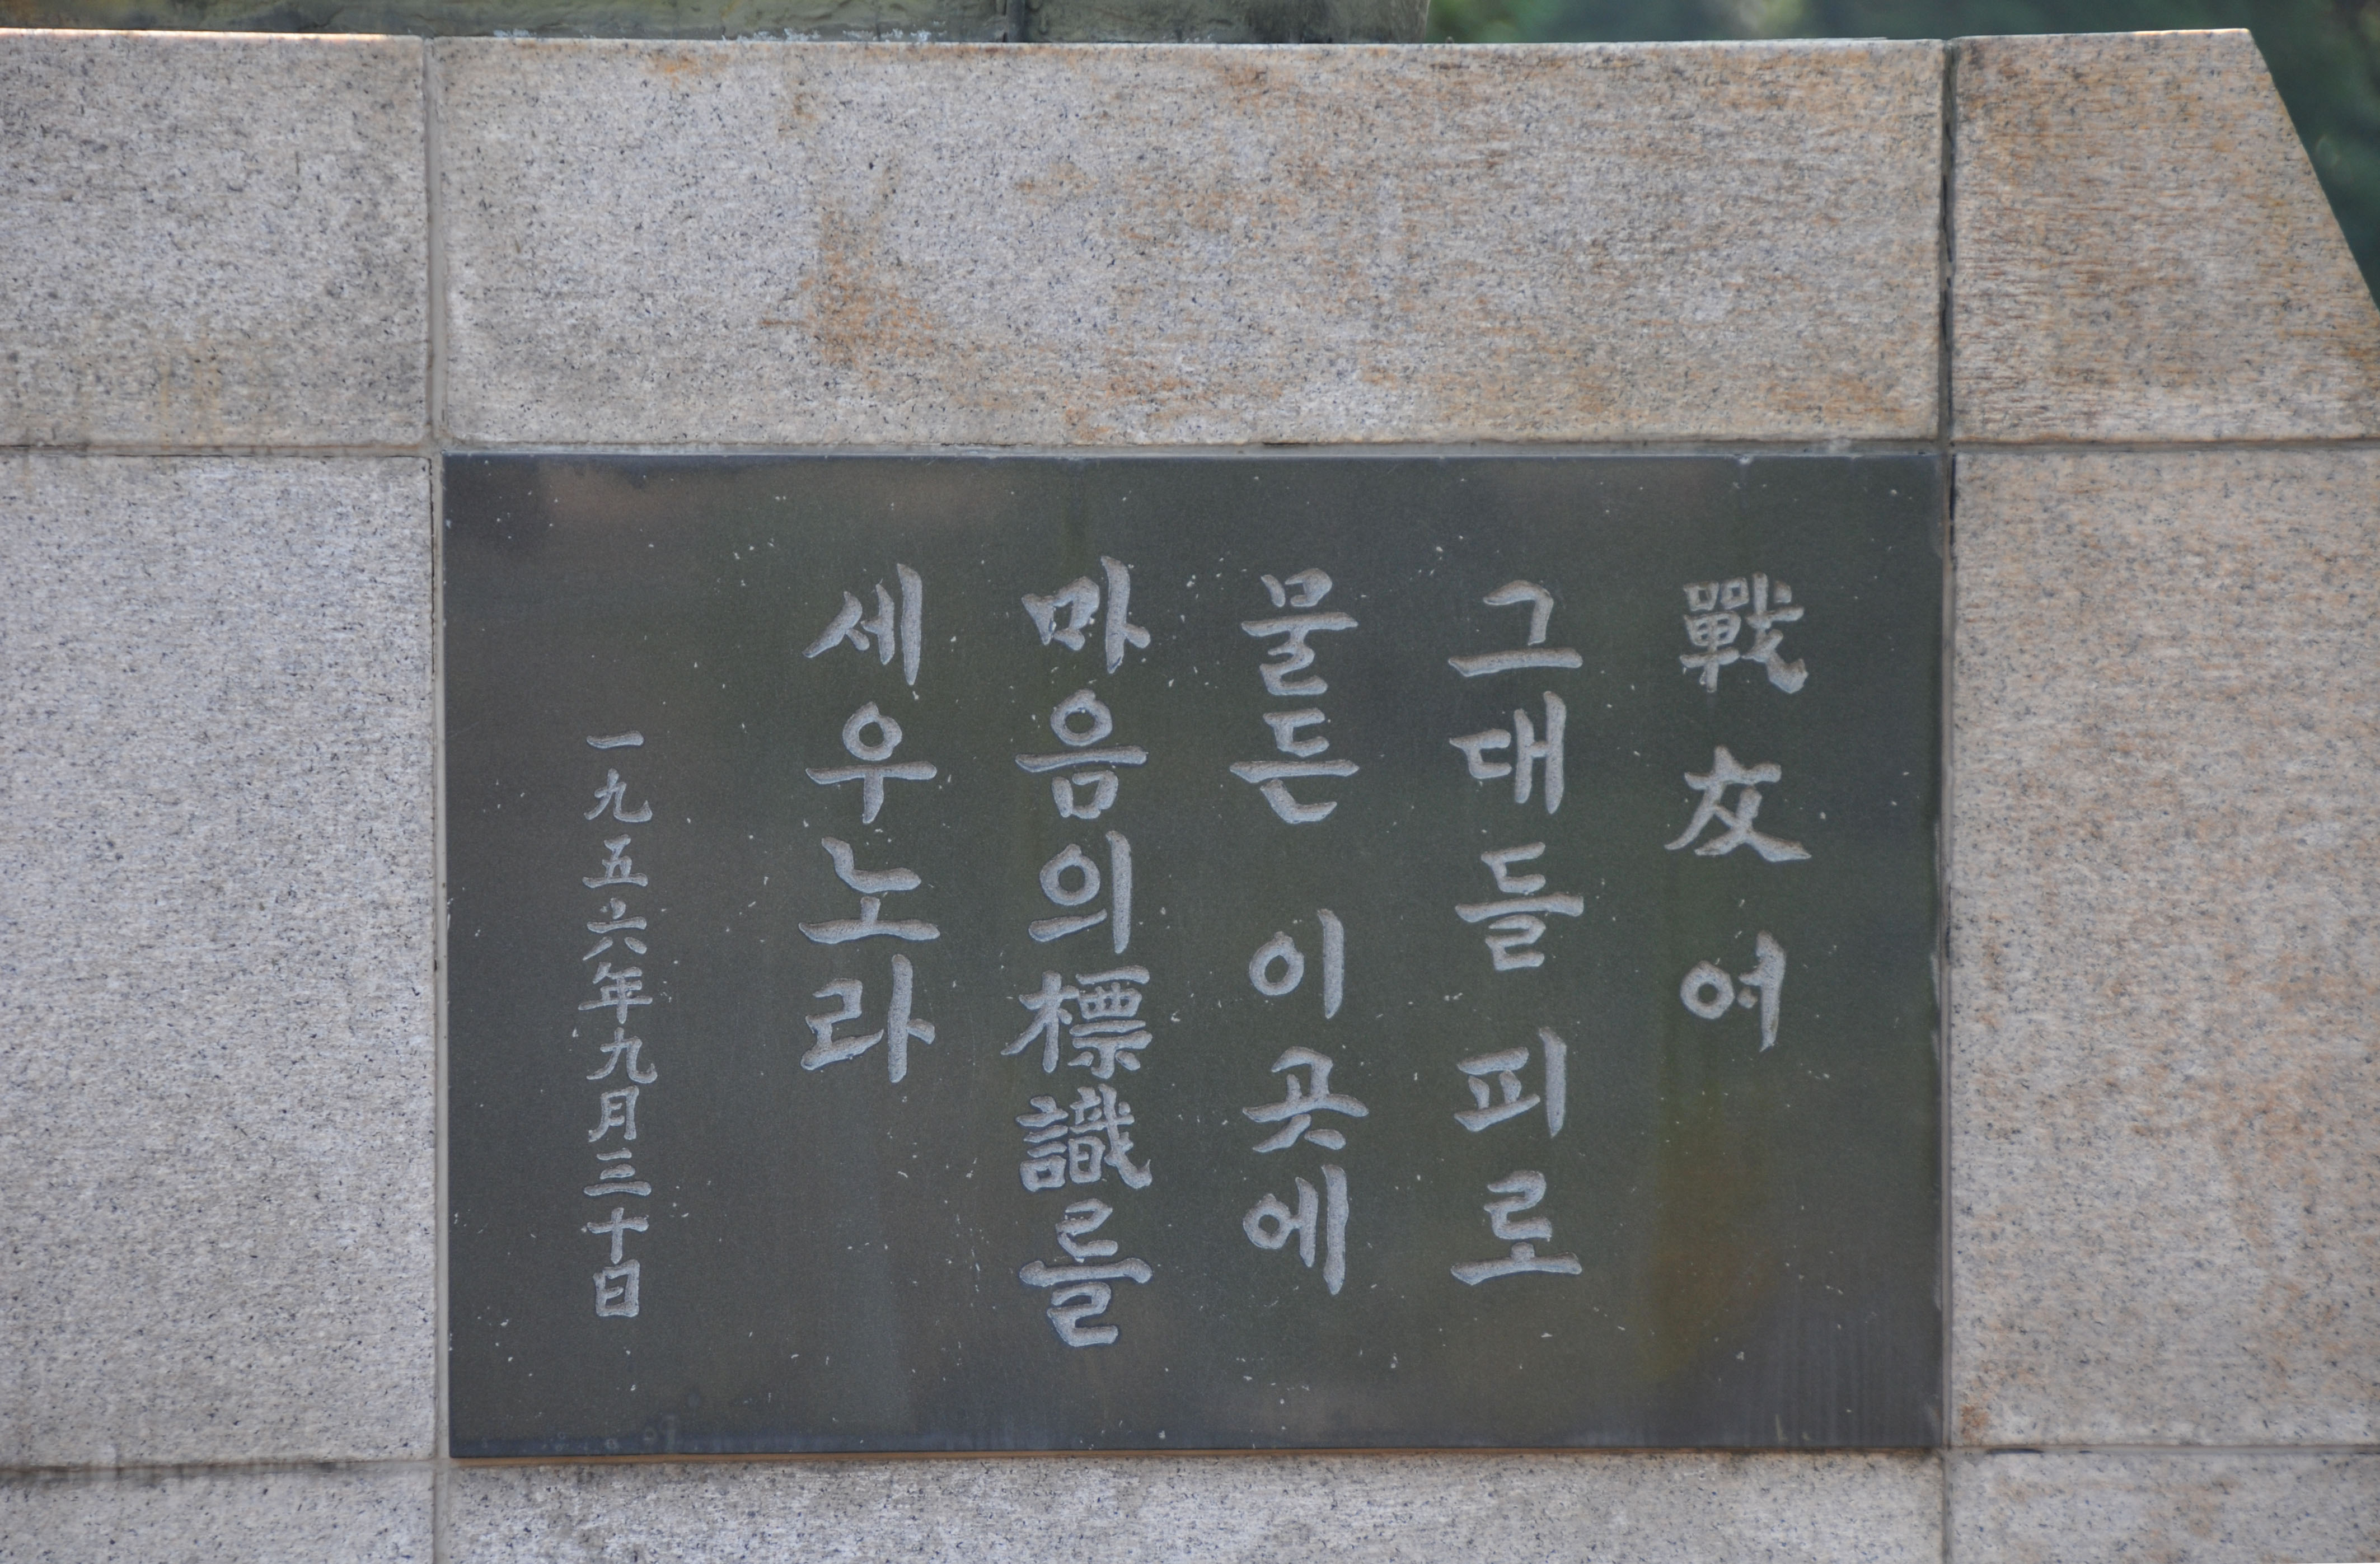 戰友여
그대들 피로
물든 이곳에
마음의 標識를
세우노라
一九五六年九月三十日